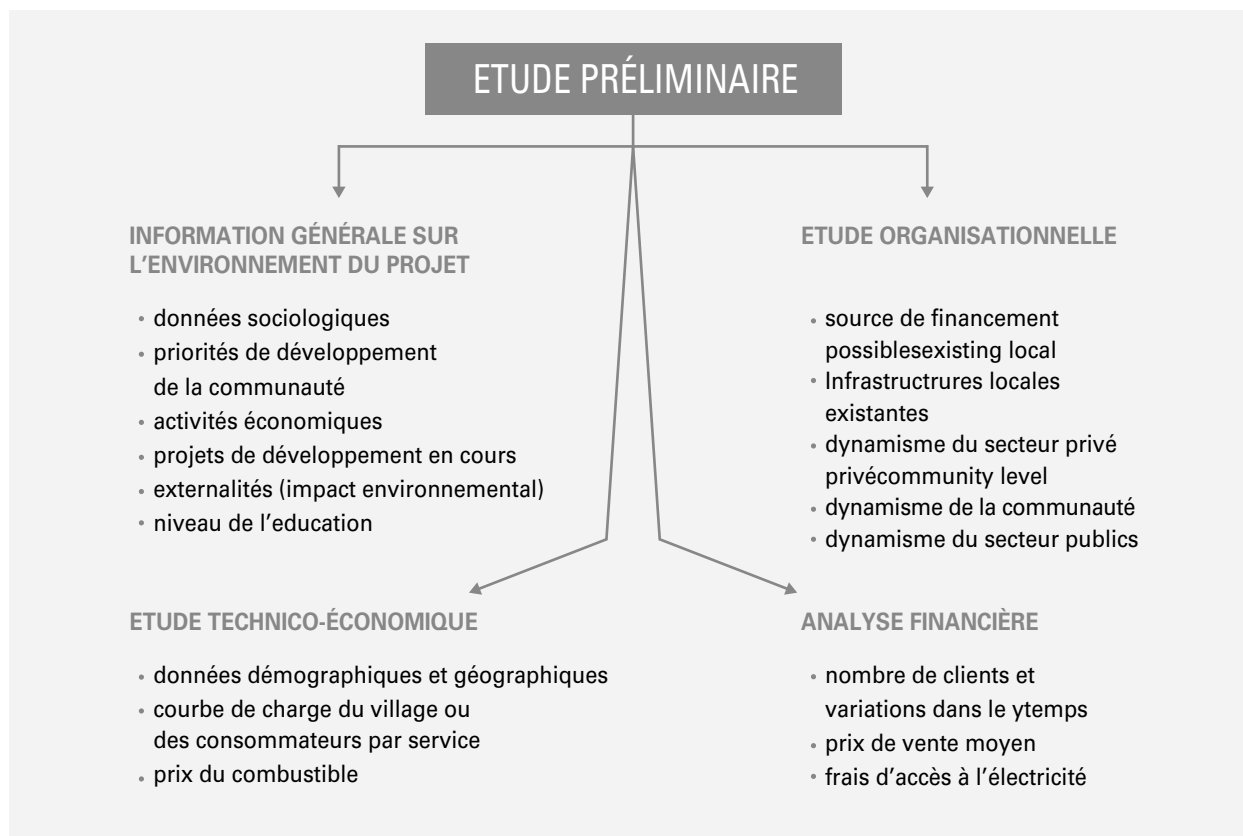 ETUDE PRÉLIMINAIRE
INFORMATION GÉNÉRALE SUR
L'ENVIRONNEMENT DU PROJET
• données sociologiques
• priorités de développement
de la communauté
• activités économiques
• projets de développement en cours
• externalités (impact environnemental)
• niveau de l'education
ETUDE ORGANISATIONNELLE
• source de financement
possiblesexisting local
• Infrastructrures locales
existantes
• dynamisme du secteur privé
privécommunity level
• dynamisme de la communauté
• dynamisme du secteur publics
ETUDE TECHNICO-ÉCONOMIQUE
• données démographiques et géographiques
• courbe de charge du village ou
des consommateurs par service
• prix du combustible
ANALYSE FINANCIÈRE
• nombre de clients et
variations dans le ytemps
• prix de vente moyen
• frais d'accès à l'électricité